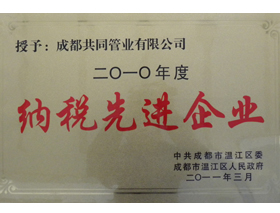 授予：成都共同管业有限公司
二〇一〇年度
纳税先进企业
中共成都市温江区委
成都市温江区人民政府
二〇一一年三月